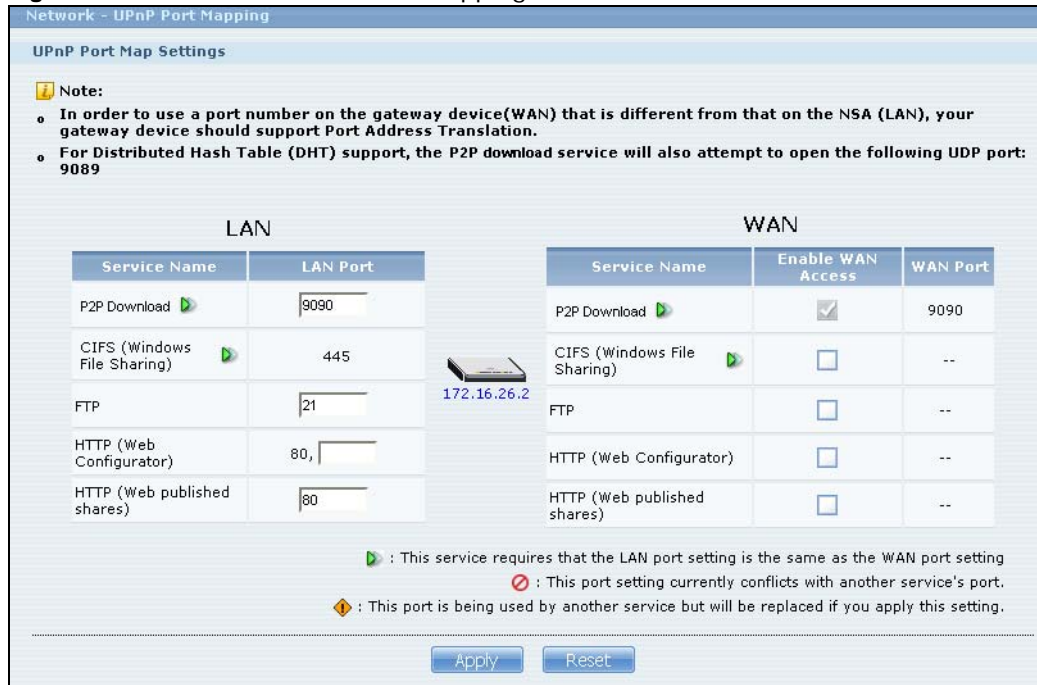 Network - UPnP Port Mapping
UPnP Port Map Settings
Note:
In order to use a port number on the gateway device(WAN) that is different from that on the NSA (LAN), your
gateway device should support Port Address Translation.
For Distributed Hash Table (DHT) support, the P2P download service will also attempt to open the following UDP port:
9089
LAN
Service Name LAN Port
P2P Download 9090
CIFS (Windows
File Sharing) 445
FTP 21
HTTP (Web
Configurator) 80,
HTTP (Web published
shares) 80
172.16.26.2
WAN
Service Name Enable WAN
Access WAN Port
P2P Download 9090
CIFS (Windows File
Sharing) --
FTP --
HTTP (Web Configurator) --
HTTP (Web published
shares) --
: This service requires that the LAN port setting is the same as the WAN port setting
: This port setting currently conflicts with another service's port.
: This port is being used by another service but will be replaced if you apply this setting.
Apply Reset